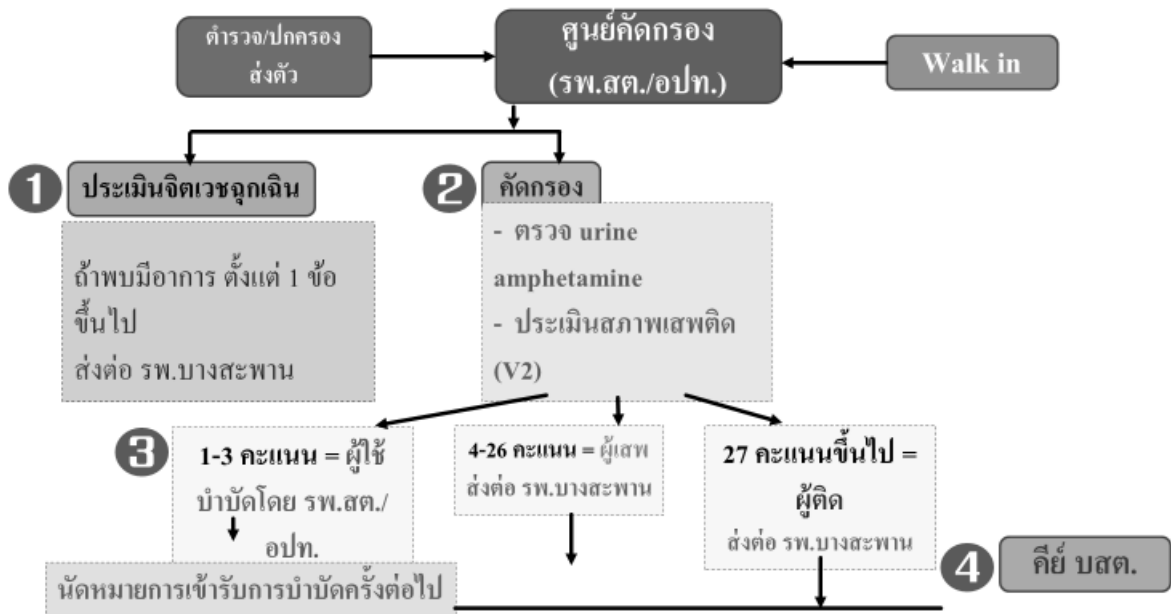 ตำรวจ/ปกครอง
ส่งตัว
ศูนย์คัดกรอง
(รพ.สต./อปท.)
Walk in
1
ประเมินจิตเวชฉุกเฉิน
ถ้าพบมีอาการ ตั้งแต่ 1 ข้อ
ขึ้นไป
ส่งต่อ รพ.บางสะพาน
2
คัดกรอง
- ตรวจ urine
amphetamine
- ประเมินสภาพเสพติด
(V2)
3
1-3 คะแนน = ผู้ใช้
บำบัดโดย รพ.สต./
อปท.
4-26 คะแนน = ผู้เสพ
ส่งต่อ รพ.บางสะพาน
27 คะแนนขึ้นไป =
ผู้ติด
ส่งต่อ รพ.บางสะพาน
4
คีย์ บสต.
นัดหมายการเข้ารับการบำบัดครั้งต่อไป